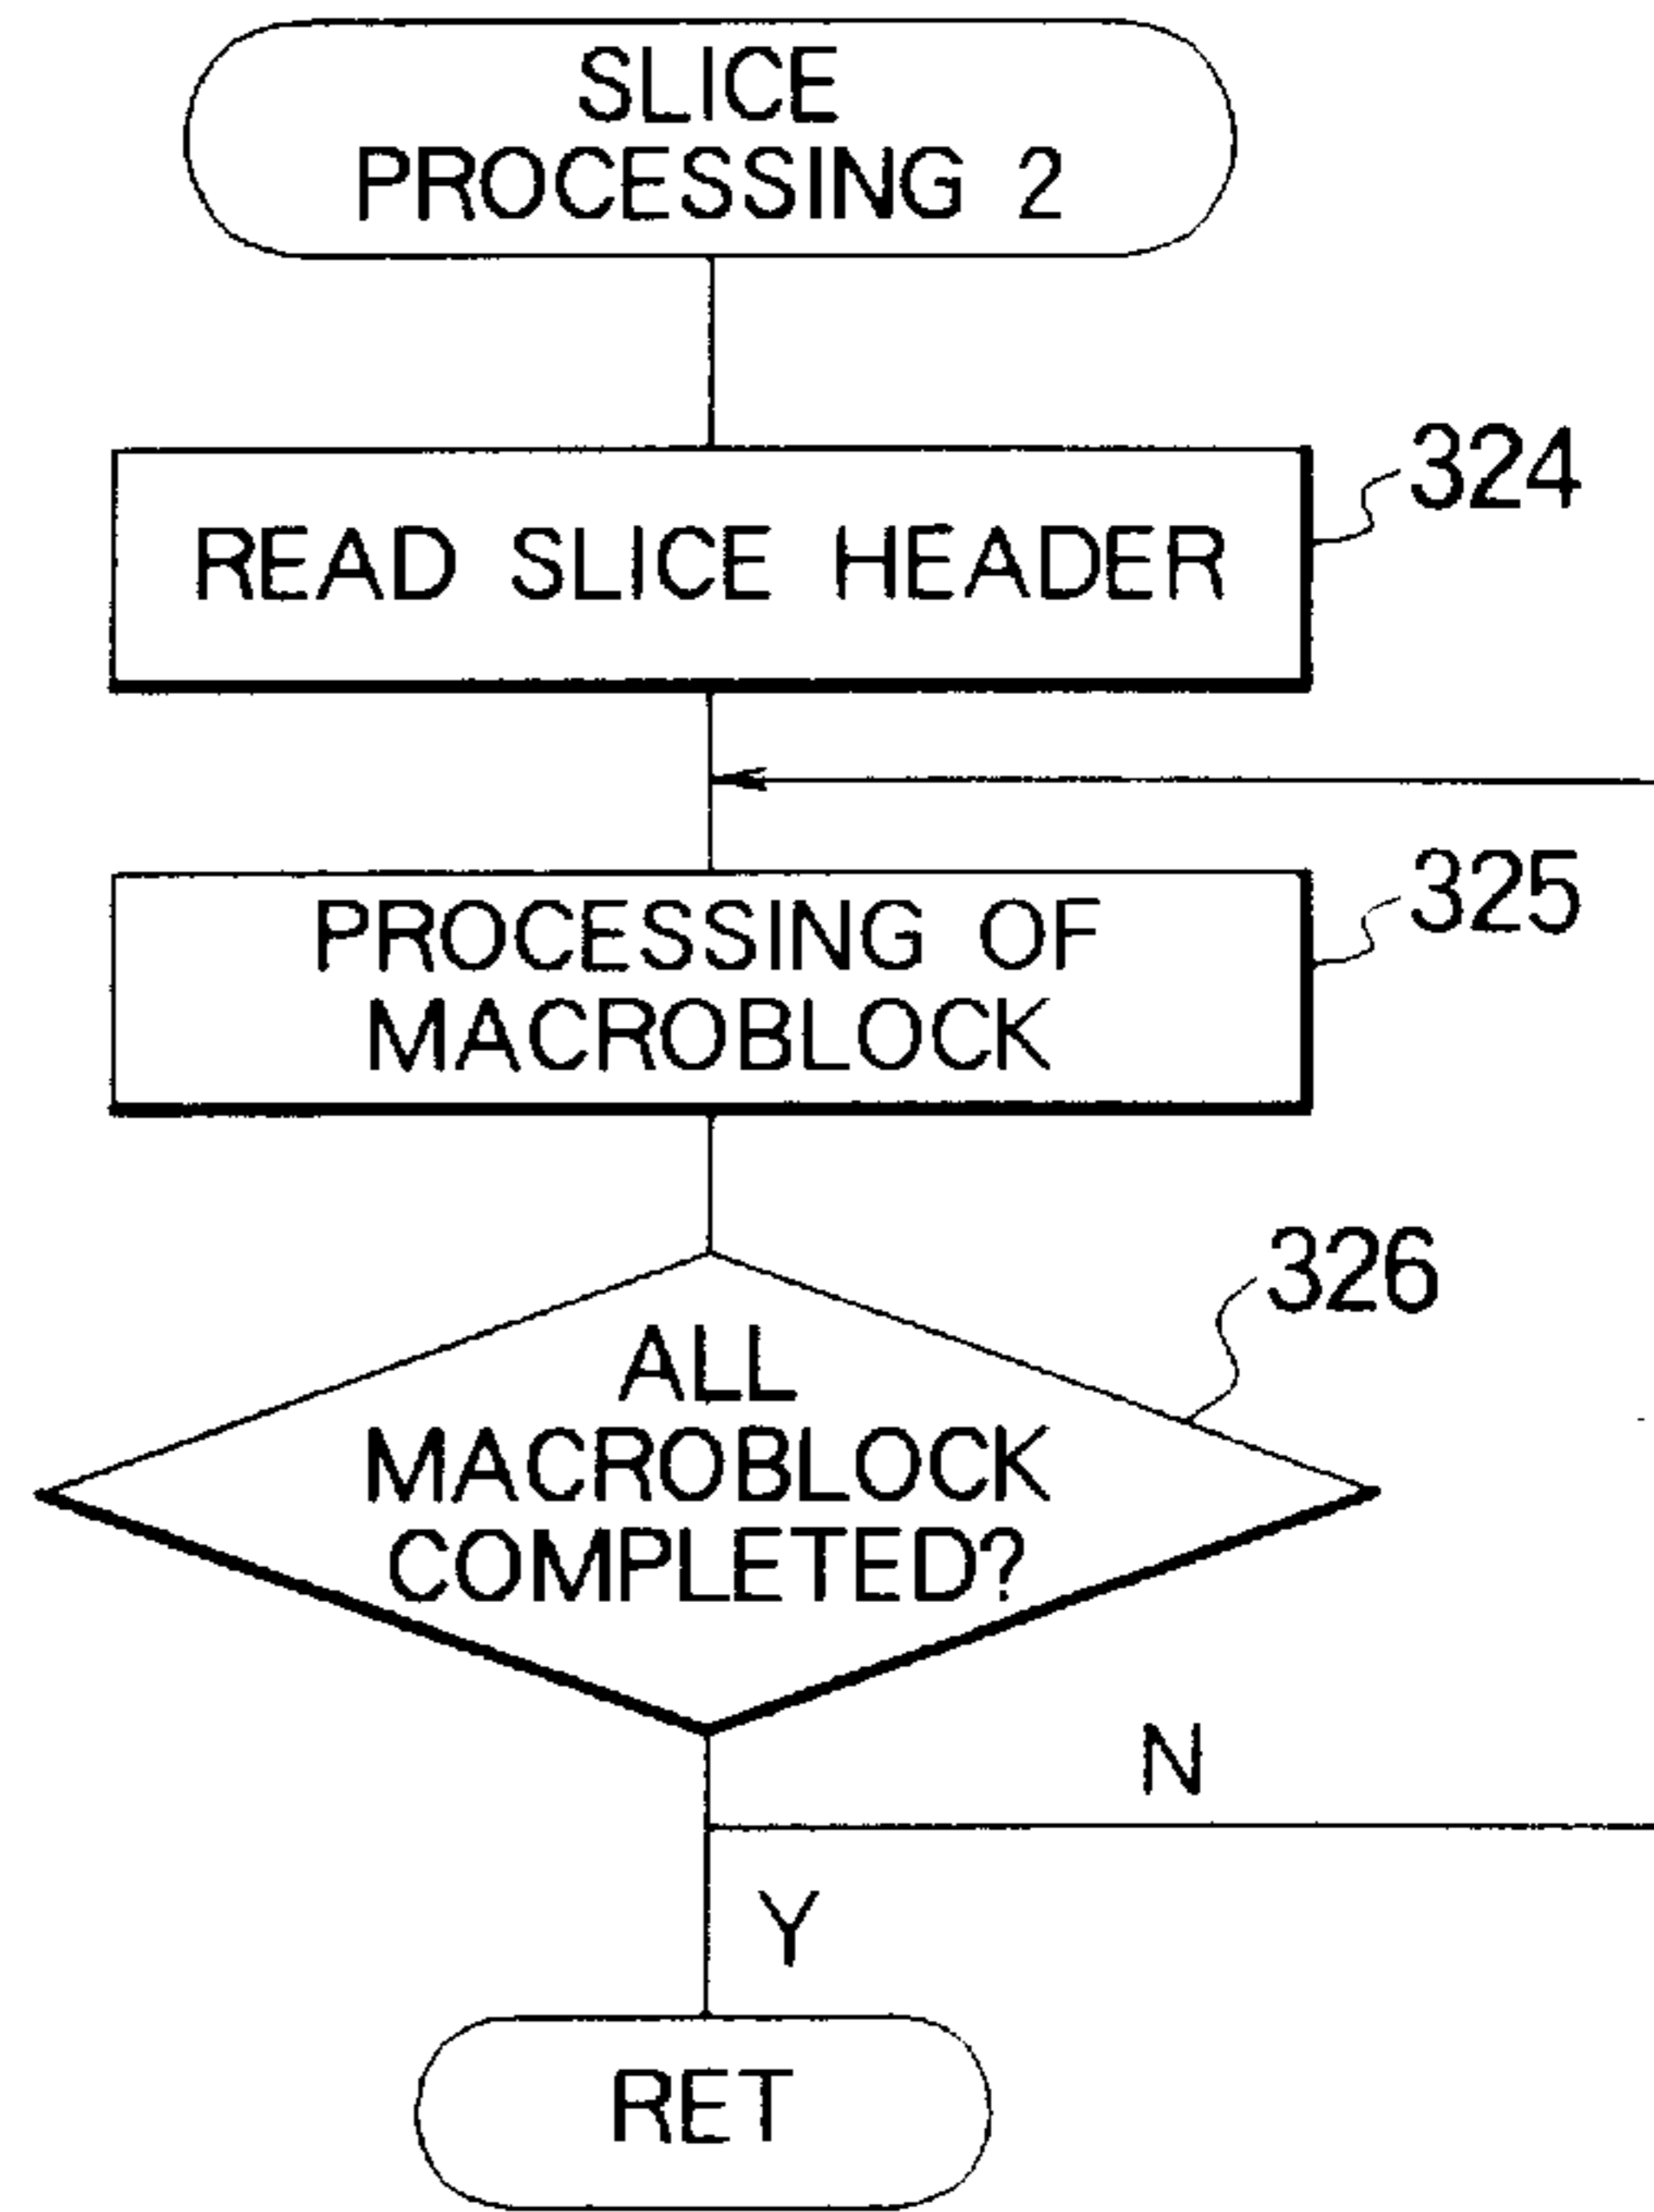 SLICE
PROCESSING 2
324
READ SLICE HEADER
325
PROCESSING OF
MACROBLOCK
326
ALL
MACROBLOCK
COMPLETED?
N
Y
RET